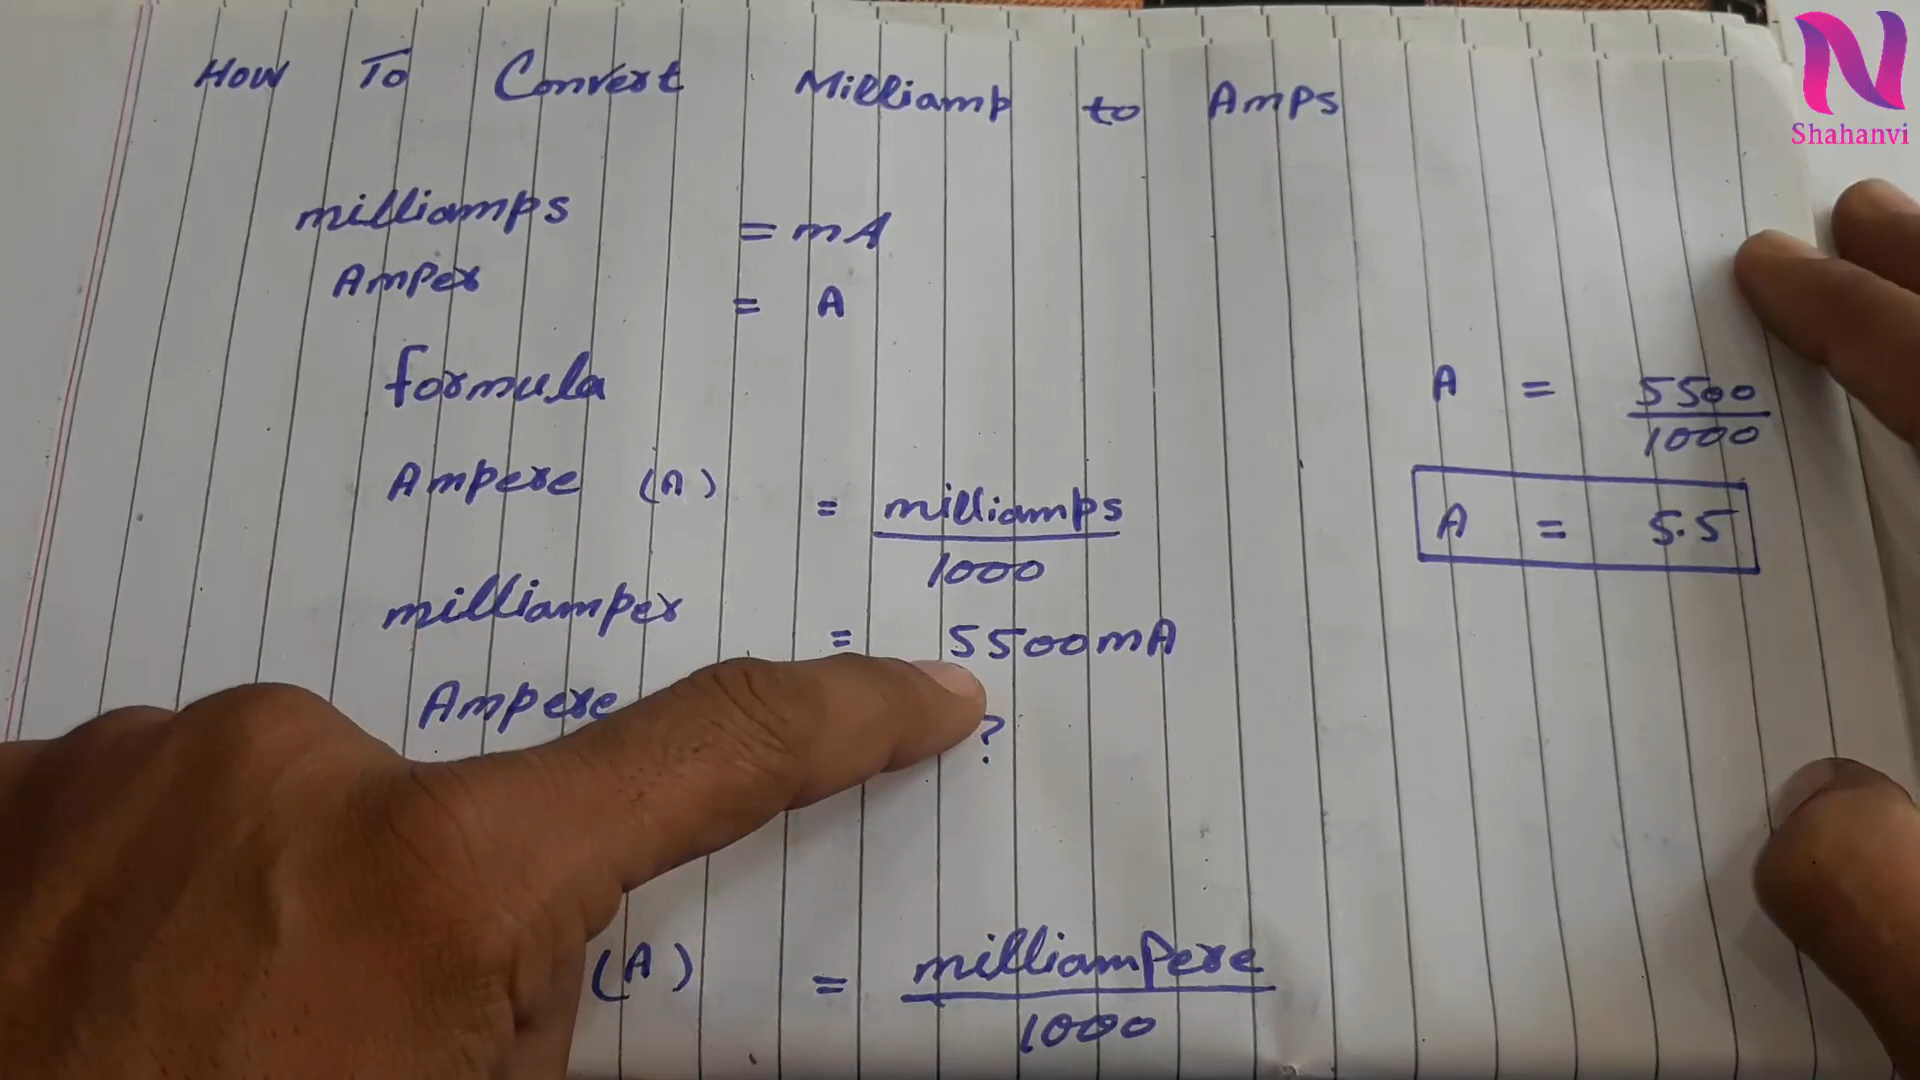 How To Convert Milliamp to Amps
milliamps = mA
Amper = A
formula
Ampere (A) = milliamps
1000
milliamper = 5500mA
Ampere ?
(A) = milliampere
1000
A = 5500
1000
A = 5.5
N
Shahanvi